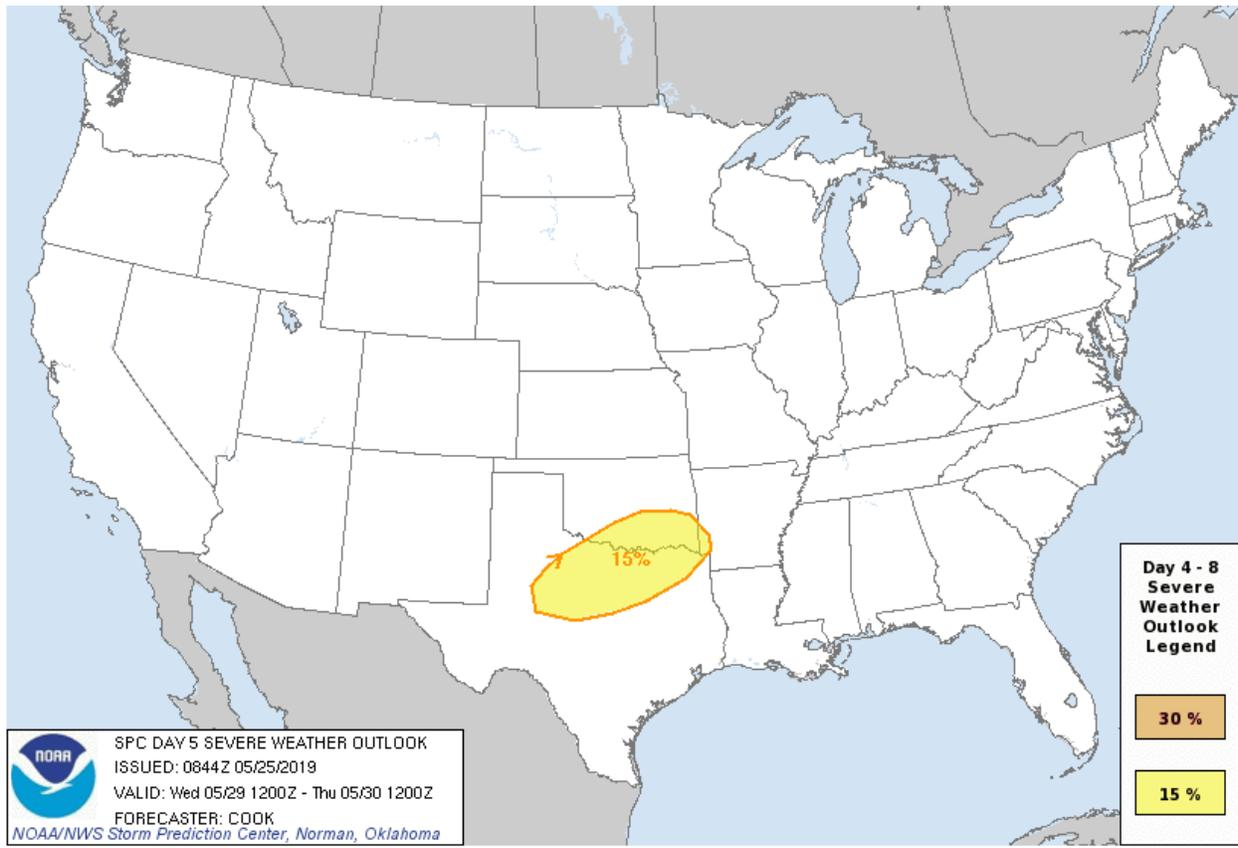 15%
Day 4 - 8
Severe
Weather
Outlook
Legend
30 %
15 %
NOAA
SPC DAY 5 SEVERE WEATHER OUTLOOK
ISSUED: 0844Z 05/25/2019
VALID: Wed 05/29 1200Z - Thu 05/30 1200Z
FORECASTER: COOK
NOAA/NWS Storm Prediction Center, Norman, Oklahoma